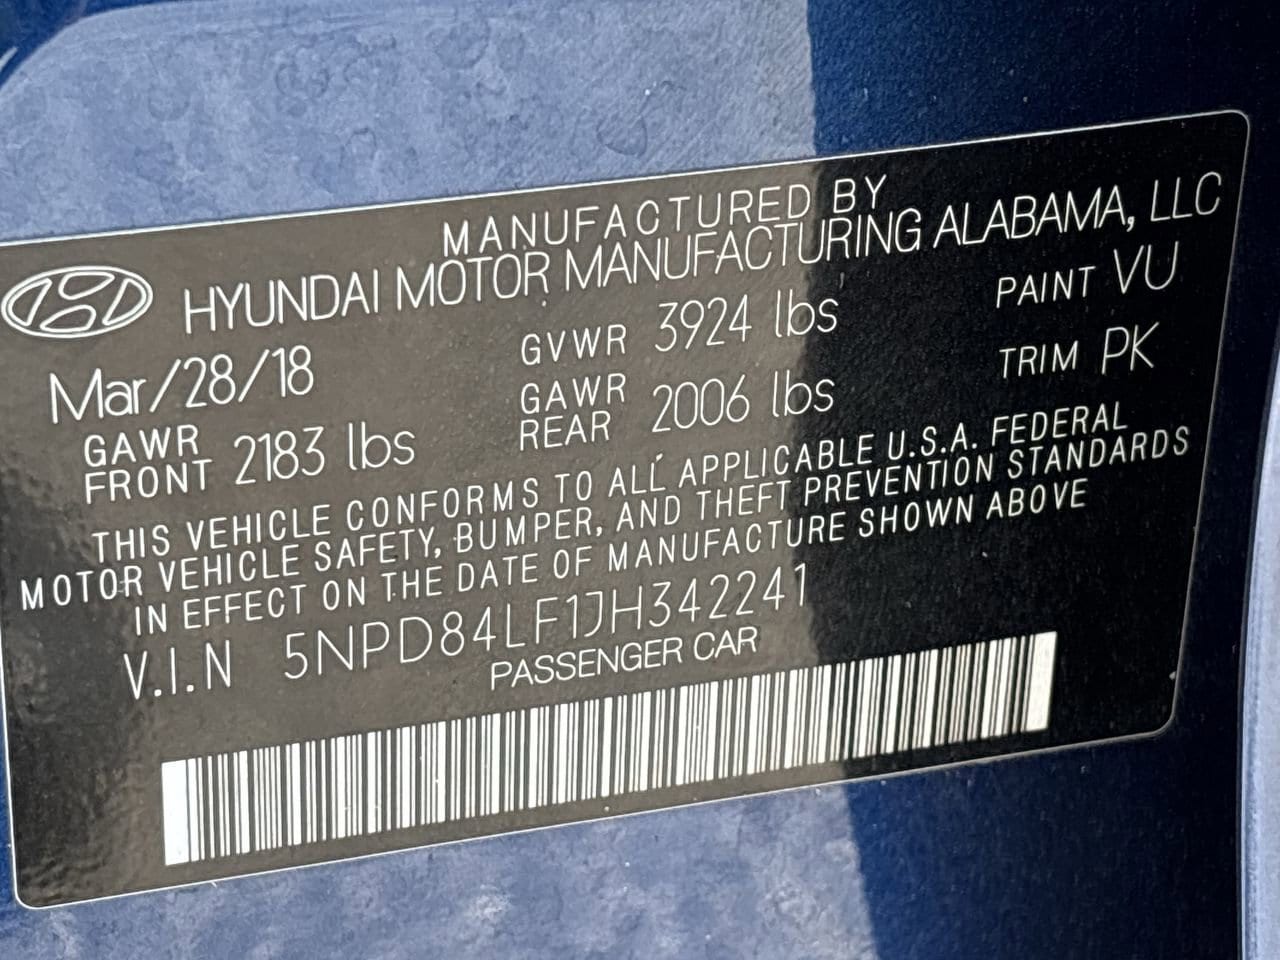 MANUFACTURED BY
HYUNDAI MOTOR MANUFACTURING ALABAMA, LLC
Mar/28/18 GVWR 3924 lbs PAINT VU
GAWR FRONT 2183 lbs GAWR REAR 2006 lbs TRIM PK
THIS VEHICLE CONFORMS TO ALL APPLICABLE U.S.A. FEDERAL
MOTOR VEHICLE SAFETY, BUMPER, AND THEFT PREVENTION STANDARDS
IN EFFECT ON THE DATE OF MANUFACTURE SHOWN ABOVE
V.I.N 5NPD84LF1JH342241
PASSENGER CAR